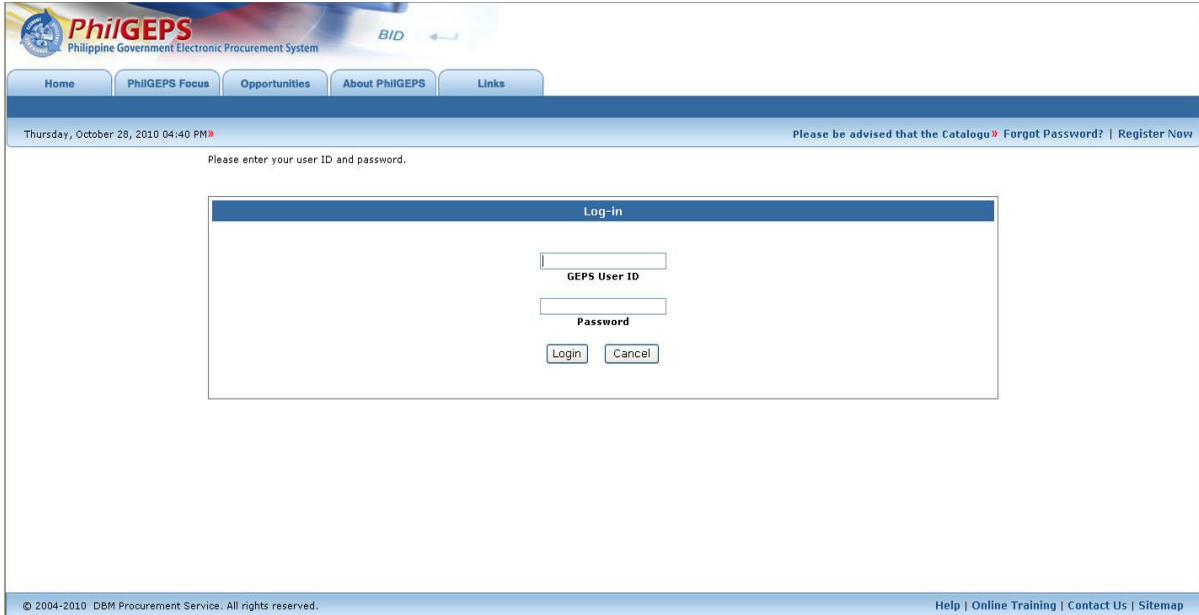 PhilGEPS
Philippine Government Electronic Procurement System
BID
Home PhilGEPS Focus Opportunities About PhilGEPS Links
Thursday, October 28, 2010 04:40 PM» Please be advised that the Catalogu» Forgot Password? | Register Now
Please enter your user ID and password.
Log-in
GEPS User ID
Password
Login Cancel
© 2004-2010 DBM Procurement Service. All rights reserved. Help | Online Training | Contact Us | Sitemap